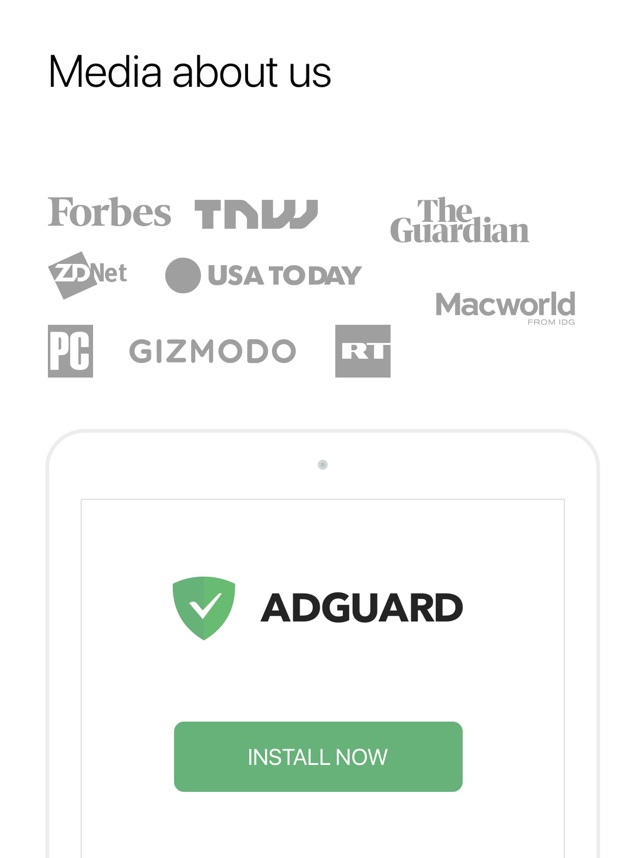 Media about us
Forbes
TNW
The
Guardian
ZDNet
USA TODAY
Macworld
FROM IDG
PC
GIZMODO
RT
ADGUARD
INSTALL NOW